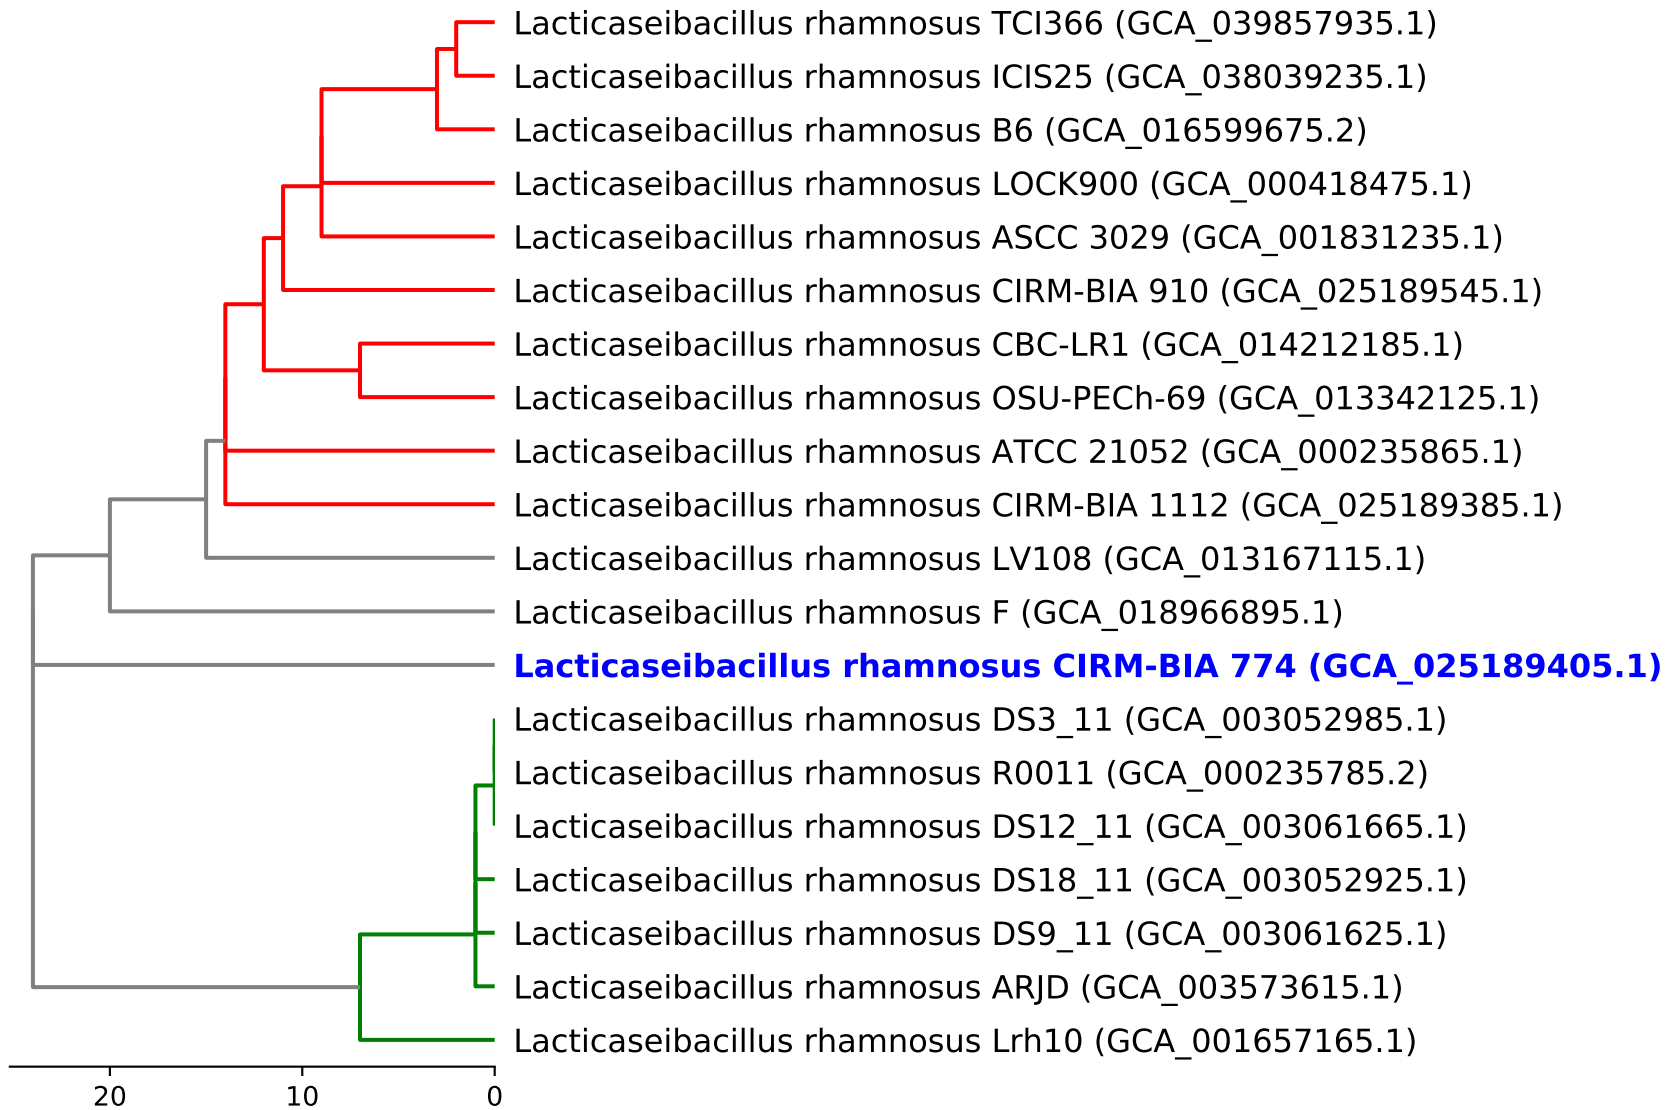 Lacticaseibacillus rhamnosus TCI366 (GCA_039857935.1)
Lacticaseibacillus rhamnosus ICIS25 (GCA_038039235.1)
Lacticaseibacillus rhamnosus B6 (GCA_016599675.2)
Lacticaseibacillus rhamnosus LOCK900 (GCA_000418475.1)
Lacticaseibacillus rhamnosus ASCC 3029 (GCA_001831235.1)
Lacticaseibacillus rhamnosus CIRM-BIA 910 (GCA_025189545.1)
Lacticaseibacillus rhamnosus CBC-LR1 (GCA_014212185.1)
Lacticaseibacillus rhamnosus OSU-PECh-69 (GCA_013342125.1)
Lacticaseibacillus rhamnosus ATCC 21052 (GCA_000235865.1)
Lacticaseibacillus rhamnosus CIRM-BIA 1112 (GCA_025189385.1)
Lacticaseibacillus rhamnosus LV108 (GCA_013167115.1)
Lacticaseibacillus rhamnosus F (GCA_018966895.1)
Lacticaseibacillus rhamnosus CIRM-BIA 774 (GCA_025189405.1)
Lacticaseibacillus rhamnosus DS3_11 (GCA_003052985.1)
Lacticaseibacillus rhamnosus R0011 (GCA_000235785.2)
Lacticaseibacillus rhamnosus DS12_11 (GCA_003061665.1)
Lacticaseibacillus rhamnosus DS18_11 (GCA_003052925.1)
Lacticaseibacillus rhamnosus DS9_11 (GCA_003061625.1)
Lacticaseibacillus rhamnosus ARJD (GCA_003573615.1)
Lacticaseibacillus rhamnosus Lrh10 (GCA_001657165.1)
20 10 0